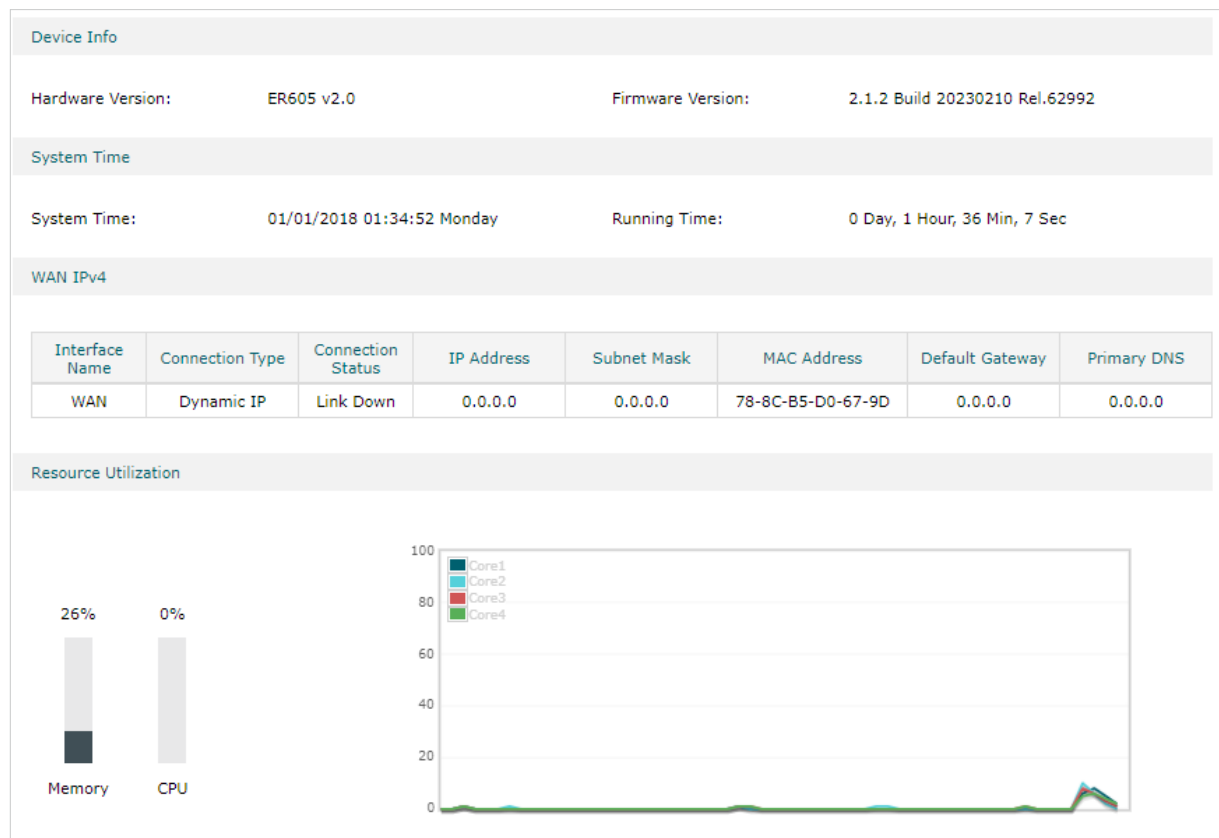 Device Info
Hardware Version: ER605 v2.0 Firmware Version: 2.1.2 Build 20230210 Rel.62992
System Time
System Time: 01/01/2018 01:34:52 Monday Running Time: 0 Day, 1 Hour, 36 Min, 7 Sec
WAN IPv4
Interface Name Connection Type Connection Status IP Address Subnet Mask MAC Address Default Gateway Primary DNS
WAN Dynamic IP Link Down 0.0.0.0 0.0.0.0 78-8C-B5-D0-67-9D 0.0.0.0 0.0.0.0
Resource Utilization
26% 0%
Memory CPU
100
80
60
40
20
0
Core1
Core2
Core3
Core4